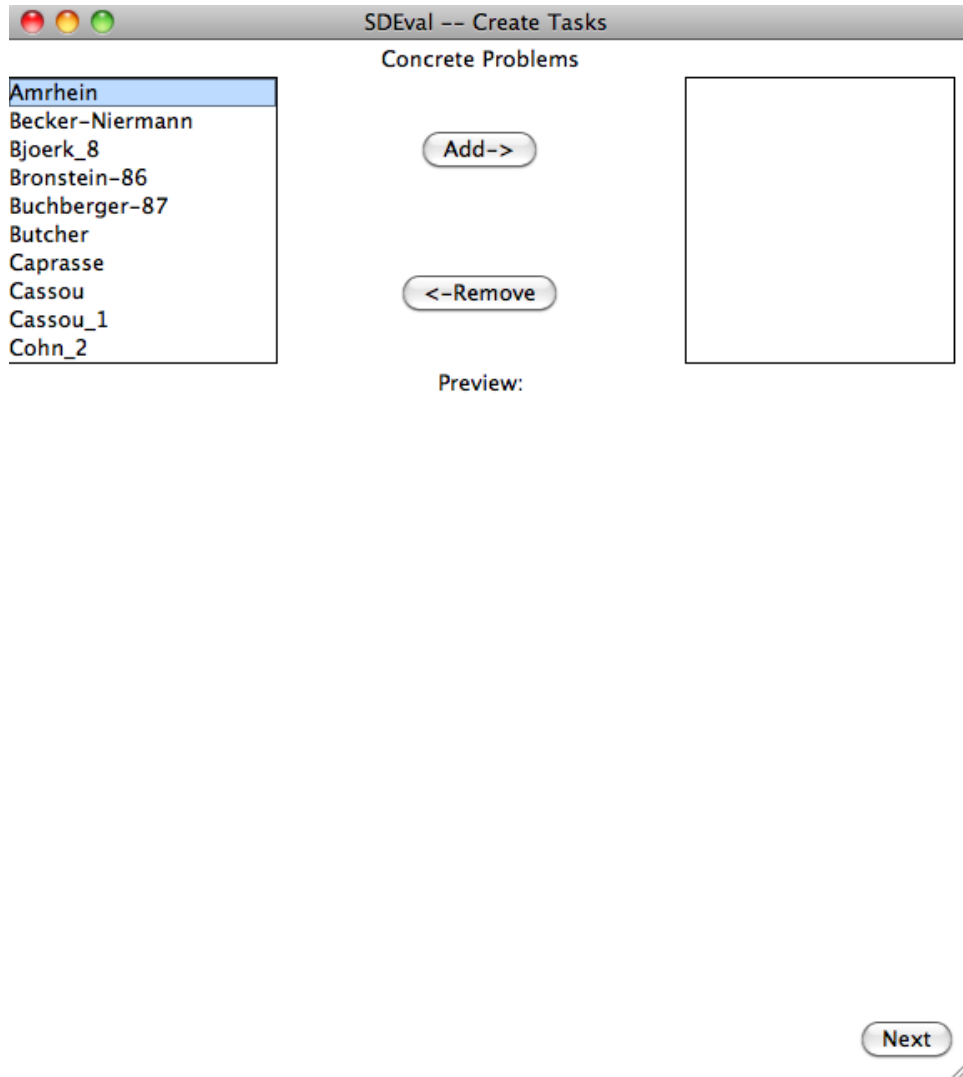 SDEval -- Create Tasks
Concrete Problems
Amrhein
Becker-Niermann
Bjoerk_8
Bronstein-86
Buchberger-87
Butcher
Caprasse
Cassou
Cassou_1
Cohn_2
Add->
<-Remove
Preview:
Next